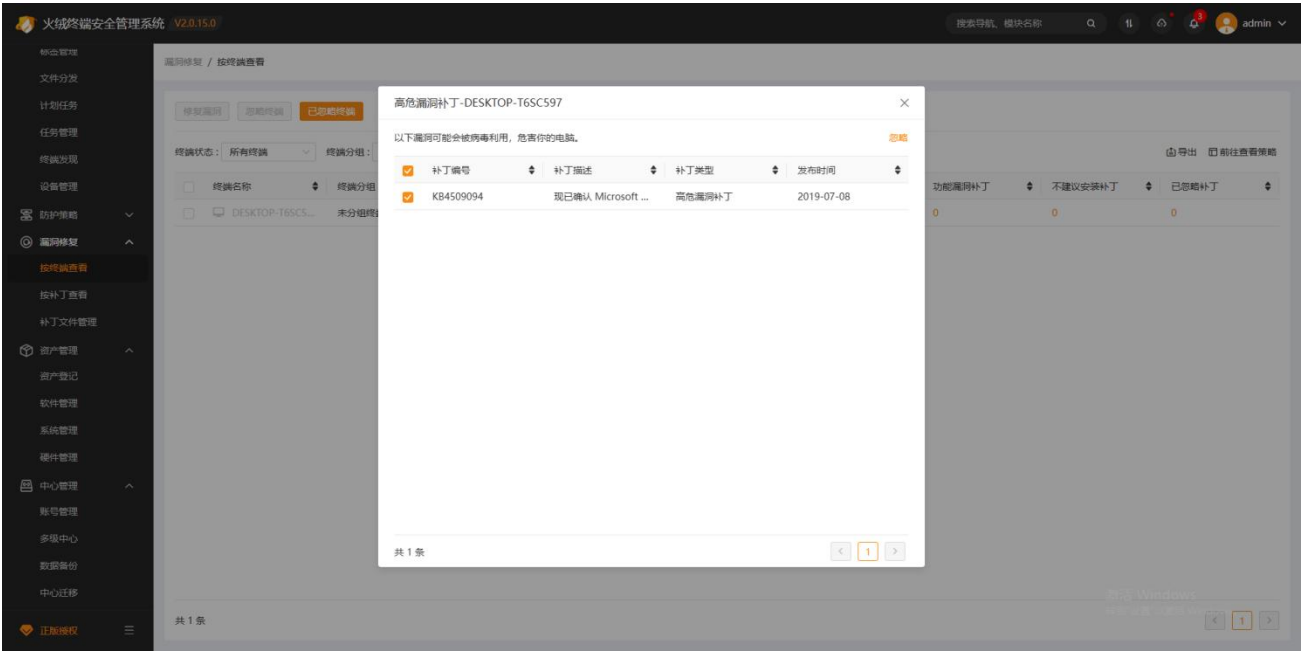 火绒终端安全管理系统 V2.0.15.0
搜索导航、模块名称
3
admin
标签管理
文件分发
计划任务
任务管理
终端发现
设备管理
防护策略
漏洞修复
按终端查看
按补丁查看
补丁文件管理
资产管理
资产登记
软件管理
系统管理
硬件管理
中心管理
账号管理
多级中心
数据备份
中心迁移
正版授权
漏洞修复 / 按终端查看
修复漏洞 忽略终端 已忽略终端
终端状态： 所有终端 终端分组：
导出 前往查看策略
终端名称 终端分组 功能漏洞补丁 不建议安装补丁 已忽略补丁
DESKTOP-T6SC5... 未分组终 0 0 0
高危漏洞补丁-DESKTOP-T6SC597
以下漏洞可能会被病毒利用，危害你的电脑。 忽略
补丁编号 补丁描述 补丁类型 发布时间
KB4509094 现已确认 Microsoft ... 高危漏洞补丁 2019-07-08
共 1 条 1
激活 Windows
共 1 条 1